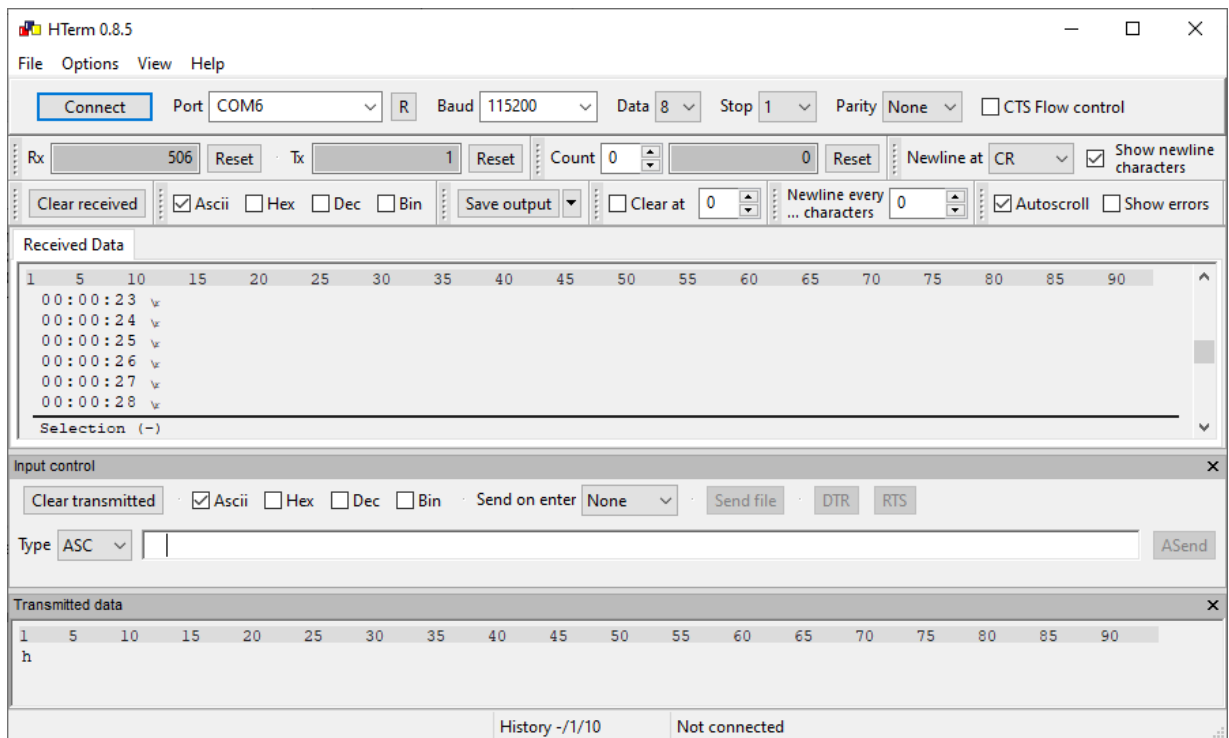 HTerm 0.8.5
File Options View Help
Connect Port COM6 R Baud 115200 Data 8 Stop 1 Parity None CTS Flow control
Rx 506 Reset Tx 1 Reset Count 0 0 Reset Newline at CR Show newline characters
Clear received Ascii Hex Dec Bin Save output Clear at 0 Newline every ... characters 0 Autoscroll Show errors
Received Data
1 5 10 15 20 25 30 35 40 45 50 55 60 65 70 75 80 85 90
00:00:23 \r
00:00:24 \r
00:00:25 \r
00:00:26 \r
00:00:27 \r
00:00:28 \r
Selection (-)
Input control
Clear transmitted Ascii Hex Dec Bin Send on enter None Send file DTR RTS
Type ASC ASend
Transmitted data
1 5 10 15 20 25 30 35 40 45 50 55 60 65 70 75 80 85 90
h
History -/1/10 Not connected